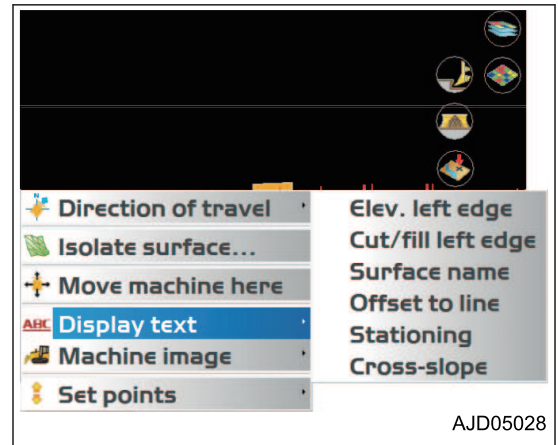 N
Direction of travel
Isolate surface...
Move machine here
ABC Display text
Machine image
Set points
Elev. left edge
Cut/fill left edge
Surface name
Offset to line
Stationing
Cross-slope
AJD05028